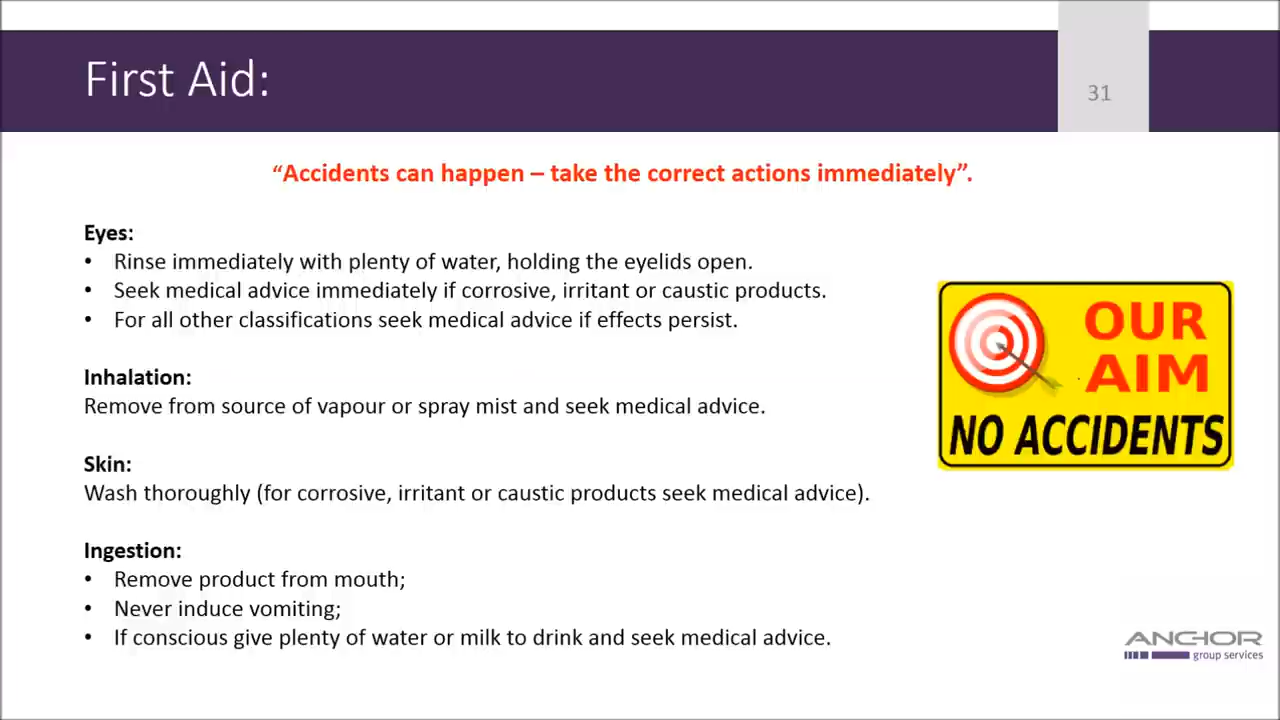 First Aid:
31
“Accidents can happen – take the correct actions immediately”.
Eyes:
• Rinse immediately with plenty of water, holding the eyelids open.
• Seek medical advice immediately if corrosive, irritant or caustic products.
• For all other classifications seek medical advice if effects persist.
Inhalation:
Remove from source of vapour or spray mist and seek medical advice.
Skin:
Wash thoroughly (for corrosive, irritant or caustic products seek medical advice).
Ingestion:
• Remove product from mouth;
• Never induce vomiting;
• If conscious give plenty of water or milk to drink and seek medical advice.
OUR
AIM
NO ACCIDENTS
ANCHOR
group services